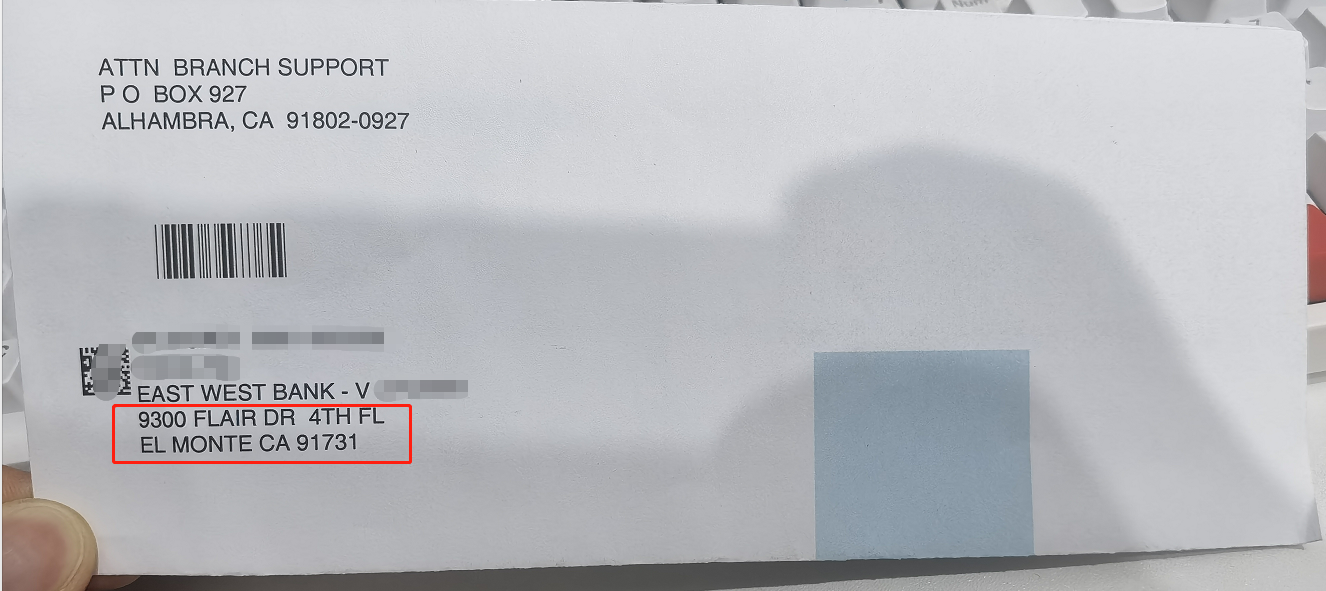 ATTN BRANCH SUPPORT
P O BOX 927
ALHAMBRA, CA 91802-0927
EAST WEST BANK - V
9300 FLAIR DR 4TH FL
EL MONTE CA 91731